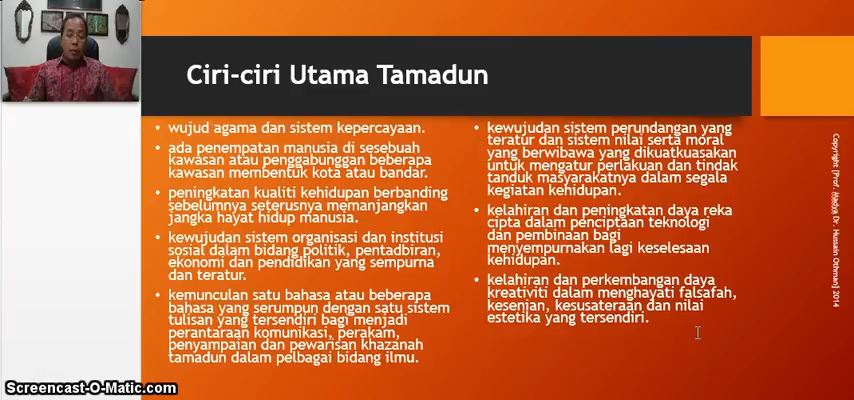 Ciri-ciri Utama Tamadun
• wujud agama dan sistem kepercayaan.
• ada penempatan manusia di sesebuah
kawasan atau penggabunggan beberapa
kawasan membentuk kota atau bandar.
• peningkatan kualiti kehidupan berbanding
sebelumnya seterusnya memanjangkan
jangka hayat hidup manusia.
• kewujudan sistem organisasi dan institusi
sosial dalam bidang politik, pentadbiran,
ekonomi dan pendidikan yang sempurna
dan teratur.
• kemunculan satu bahasa atau beberapa
bahasa yang serumpun dengan satu sistem
tulisan yang tersendiri bagi menjadi
perantaraan komunikasi, perakam,
penyampaian dan pewarisan khazanah
tamadun dalam pelbagai bidang ilmu.
• kewujudan sistem perundangan yang
teratur dan sistem nilai serta moral
yang berwibawa yang dikuatkuasakan
untuk mengatur perlakuan dan tindak
tanduk masyarakatnya dalam segala
kegiatan kehidupan.
• kelahiran dan peningkatan daya reka
cipta dalam penciptaan teknologi
dan pembinaan bagi
menyempurnakan lagi keselesaan
kehidupan.
• kelahiran dan perkembangan daya
kreativiti dalam menghayati falsafah,
kesenian, kesusateraan dan nilai
estetika yang tersendiri.
Copyright [Prof. Madya Dr. Hussain Othman] 2014
Screencast-O-Matic.com